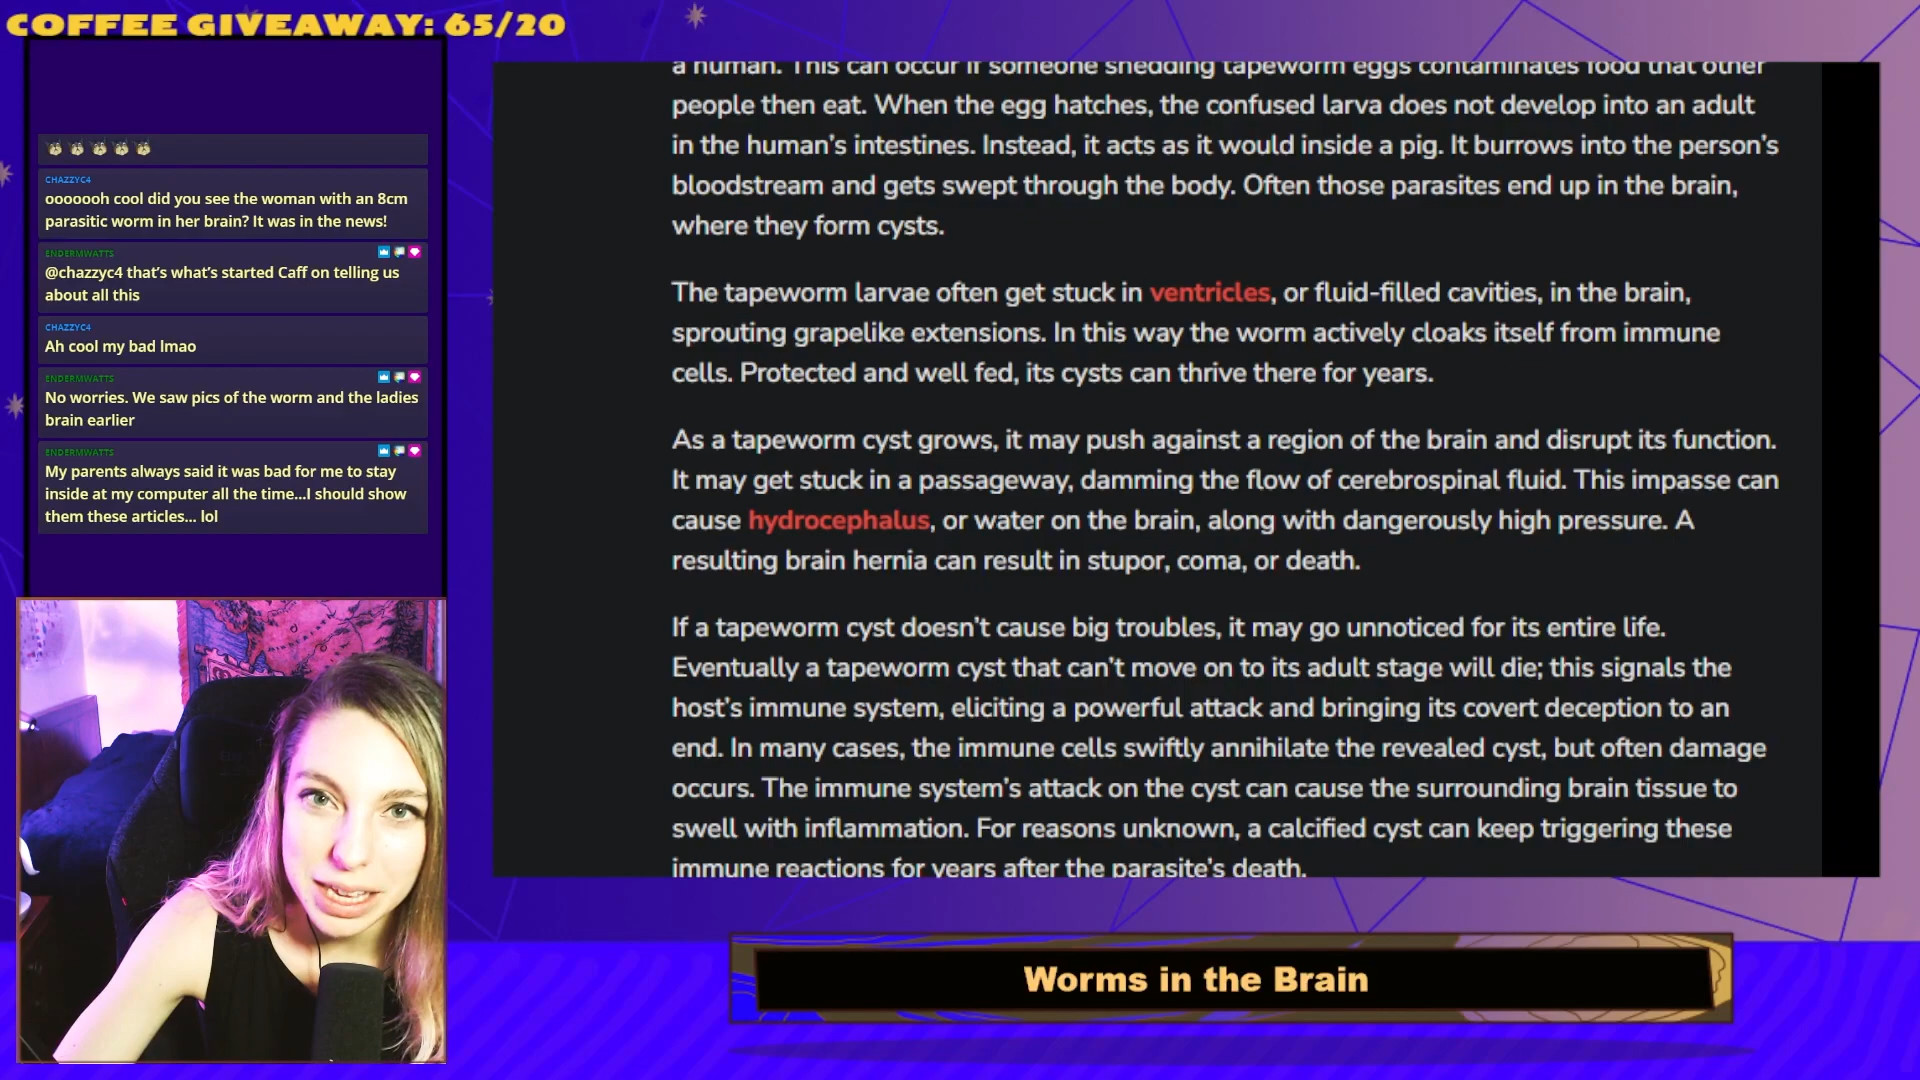 COFFEE GIVEAWAY: 65/20
CHAZZYC4
ooooooh cool did you see the woman with an 8cm
parasitic worm in her brain? It was in the news!
ENDERMWATTS
@chazzyc4 that’s what’s started Caff on telling us
about all this
CHAZZYC4
Ah cool my bad lmao
ENDERMWATTS
No worries. We saw pics of the worm and the ladies
brain earlier
ENDERMWATTS
My parents always said it was bad for me to stay
inside at my computer all the time...I should show
them these articles... lol
a human. This can occur if someone shedding tapeworm eggs contaminates food that other
people then eat. When the egg hatches, the confused larva does not develop into an adult
in the human’s intestines. Instead, it acts as it would inside a pig. It burrows into the person’s
bloodstream and gets swept through the body. Often those parasites end up in the brain,
where they form cysts.
The tapeworm larvae often get stuck in ventricles, or fluid-filled cavities, in the brain,
sprouting grapelike extensions. In this way the worm actively cloaks itself from immune
cells. Protected and well fed, its cysts can thrive there for years.
As a tapeworm cyst grows, it may push against a region of the brain and disrupt its function.
It may get stuck in a passageway, damming the flow of cerebrospinal fluid. This impasse can
cause hydrocephalus, or water on the brain, along with dangerously high pressure. A
resulting brain hernia can result in stupor, coma, or death.
If a tapeworm cyst doesn’t cause big troubles, it may go unnoticed for its entire life.
Eventually a tapeworm cyst that can’t move on to its adult stage will die; this signals the
host’s immune system, eliciting a powerful attack and bringing its covert deception to an
end. In many cases, the immune cells swiftly annihilate the revealed cyst, but often damage
occurs. The immune system’s attack on the cyst can cause the surrounding brain tissue to
swell with inflammation. For reasons unknown, a calcified cyst can keep triggering these
immune reactions for years after the parasite’s death.
Worms in the Brain